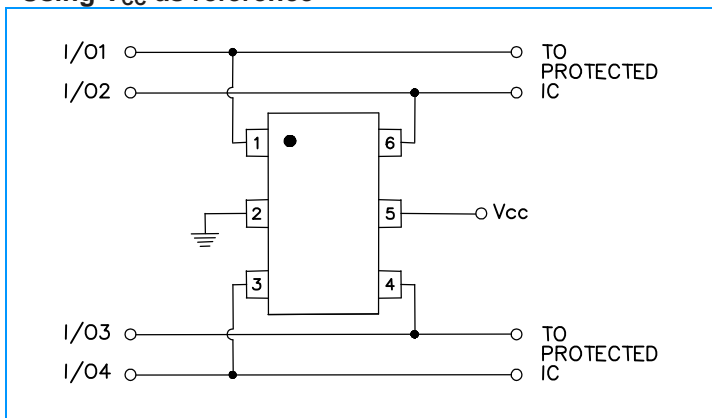 Using Vcc as reference
I/O1
TO
PROTECTED
IC
I/O2
1
6
2
5
Vcc
3
4
I/O3
TO
PROTECTED
IC
I/O4